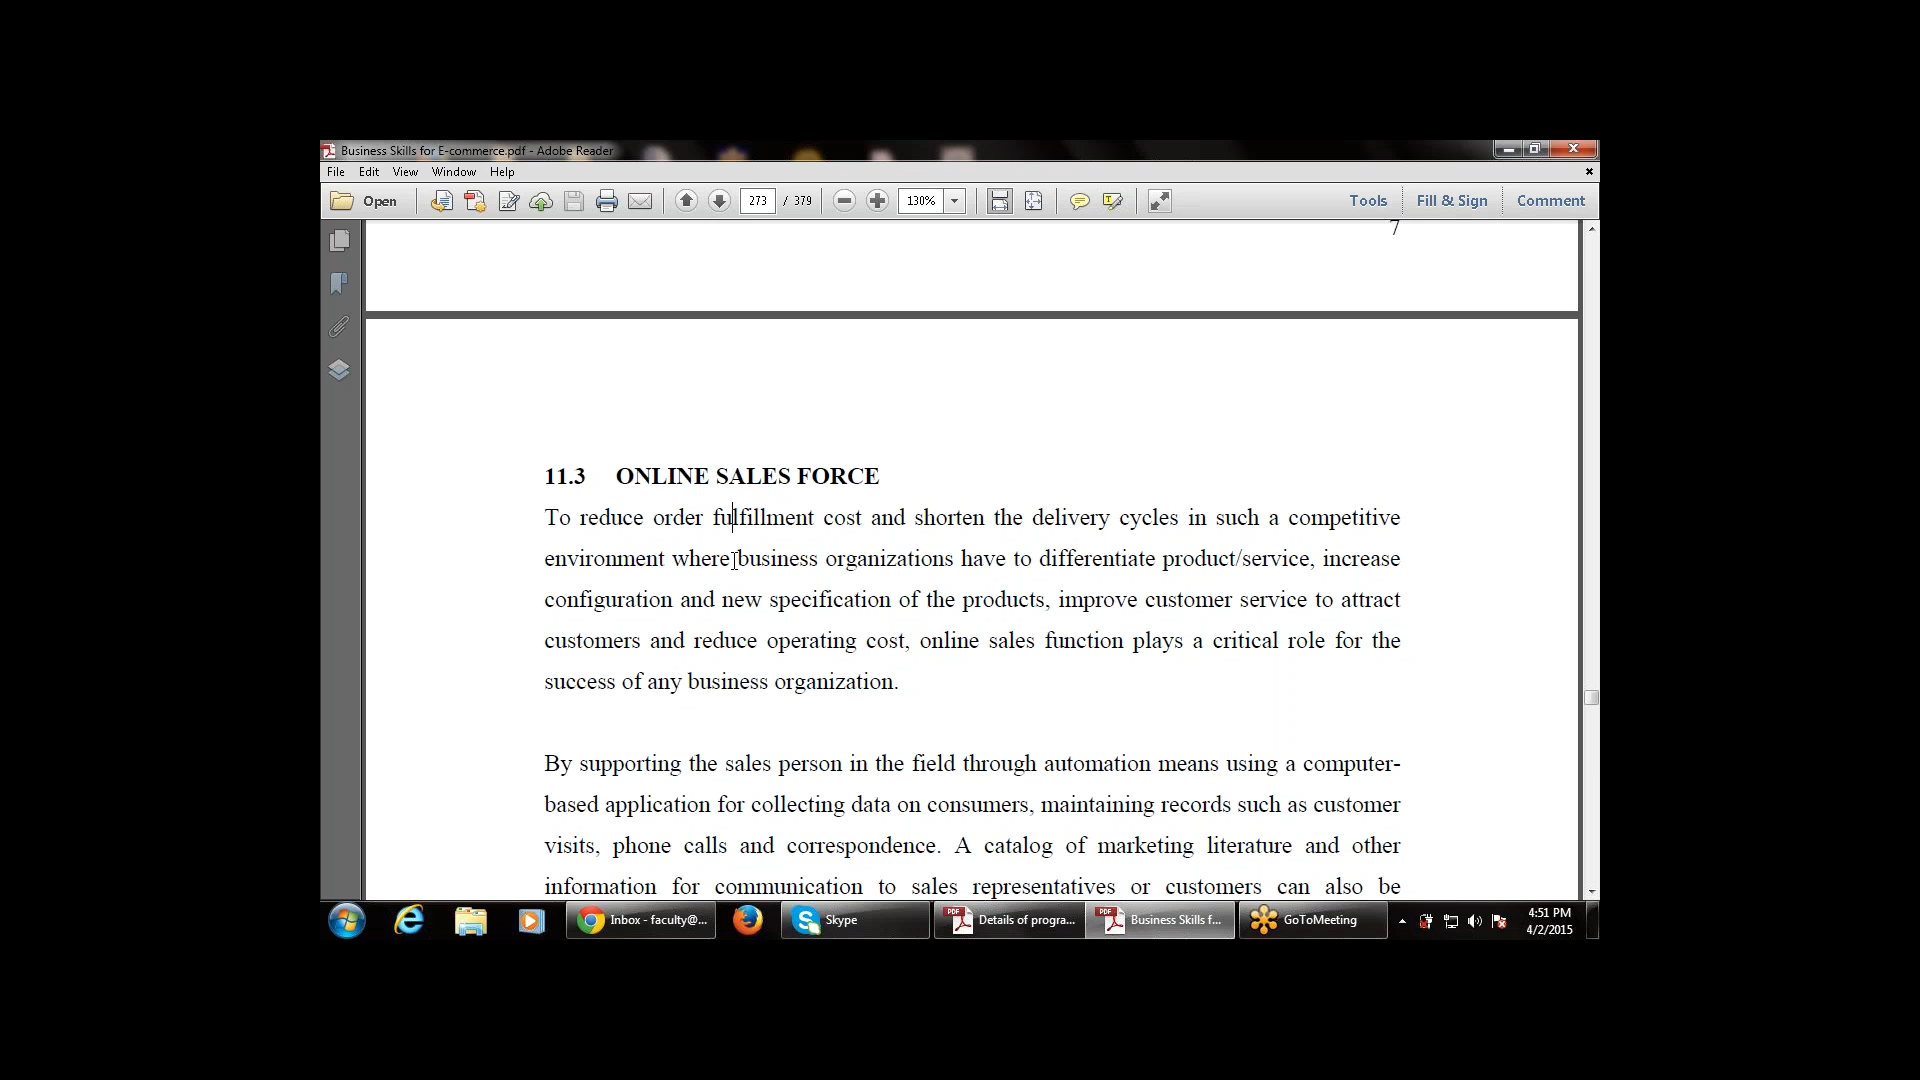 Business Skills for E-commerce.pdf - Adobe Reader
File Edit View Window Help
Open 273 / 379 130% Tools Fill & Sign Comment
7
11.3 ONLINE SALES FORCE
To reduce order fulfillment cost and shorten the delivery cycles in such a competitive
environment where business organizations have to differentiate product/service, increase
configuration and new specification of the products, improve customer service to attract
customers and reduce operating cost, online sales function plays a critical role for the
success of any business organization.
By supporting the sales person in the field through automation means using a computer-
based application for collecting data on consumers, maintaining records such as customer
visits, phone calls and correspondence. A catalog of marketing literature and other
information for communication to sales representatives or customers can also be
Inbox - faculty@... Skype Details of progra... Business Skills f... GoToMeeting 4:51 PM
4/2/2015